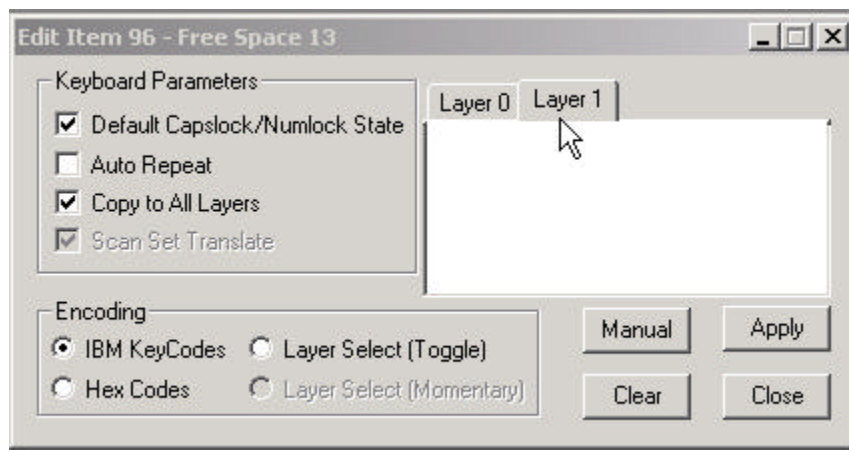 Edit Item 96 - Free Space 13
Keyboard Parameters
Default Capslock/Numlock State
Auto Repeat
Copy to All Layers
Scan Set Translate
Layer 0 Layer 1
Encoding
IBM KeyCodes Layer Select (Toggle)
Hex Codes Layer Select (Momentary)
Manual Apply
Clear Close